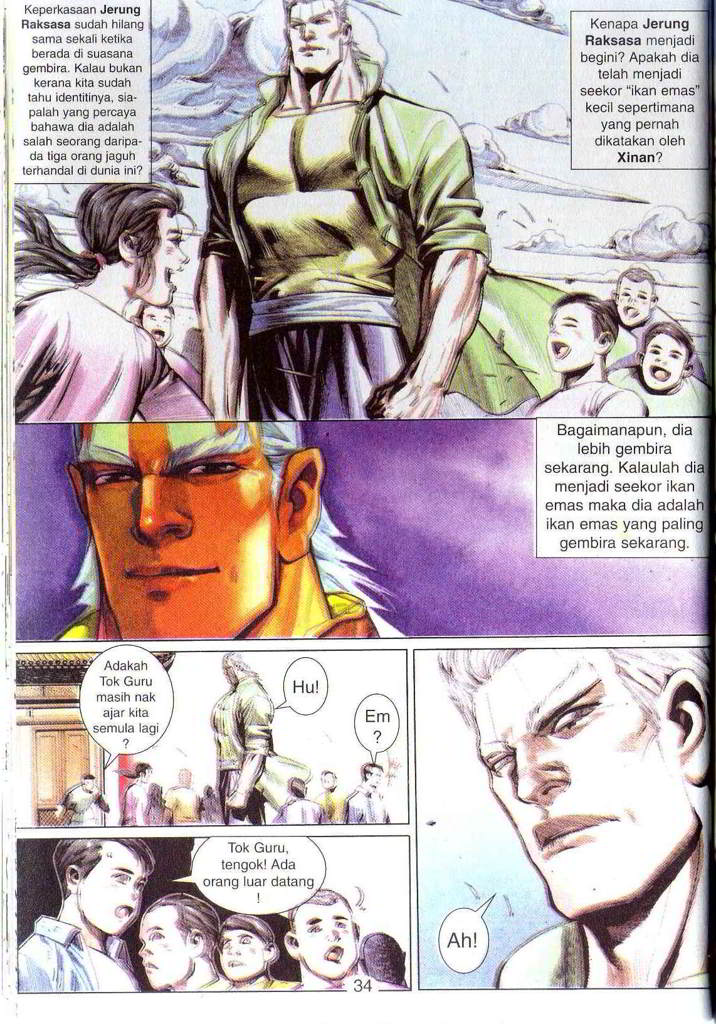 Keperkasaan Jerung
Raksasa sudah hilang
sama sekali ketika
berada di suasana
gembira. Kalau bukan
kerana kita sudah
tahu identitinya, sia-
palah yang percaya
bahawa dia adalah
salah seorang daripa-
da tiga orang jaguh
terhandal di dunia ini?
Kenapa Jerung
Raksasa menjadi
begini? Apakah dia
telah menjadi
seekor "ikan emas"
kecil sepertimana
yang pernah
dikatakan oleh
Xinan?
Bagaimanapun, dia
lebih gembira
sekarang. Kalaulah dia
menjadi seekor ikan
emas maka dia adalah
ikan emas yang paling
gembira sekarang.
Adakah
Tok Guru
masih nak
ajar kita
semula lagi
?
Hu!
Em
?
Tok Guru,
tengok! Ada
orang luar datang
!
Ah!
34